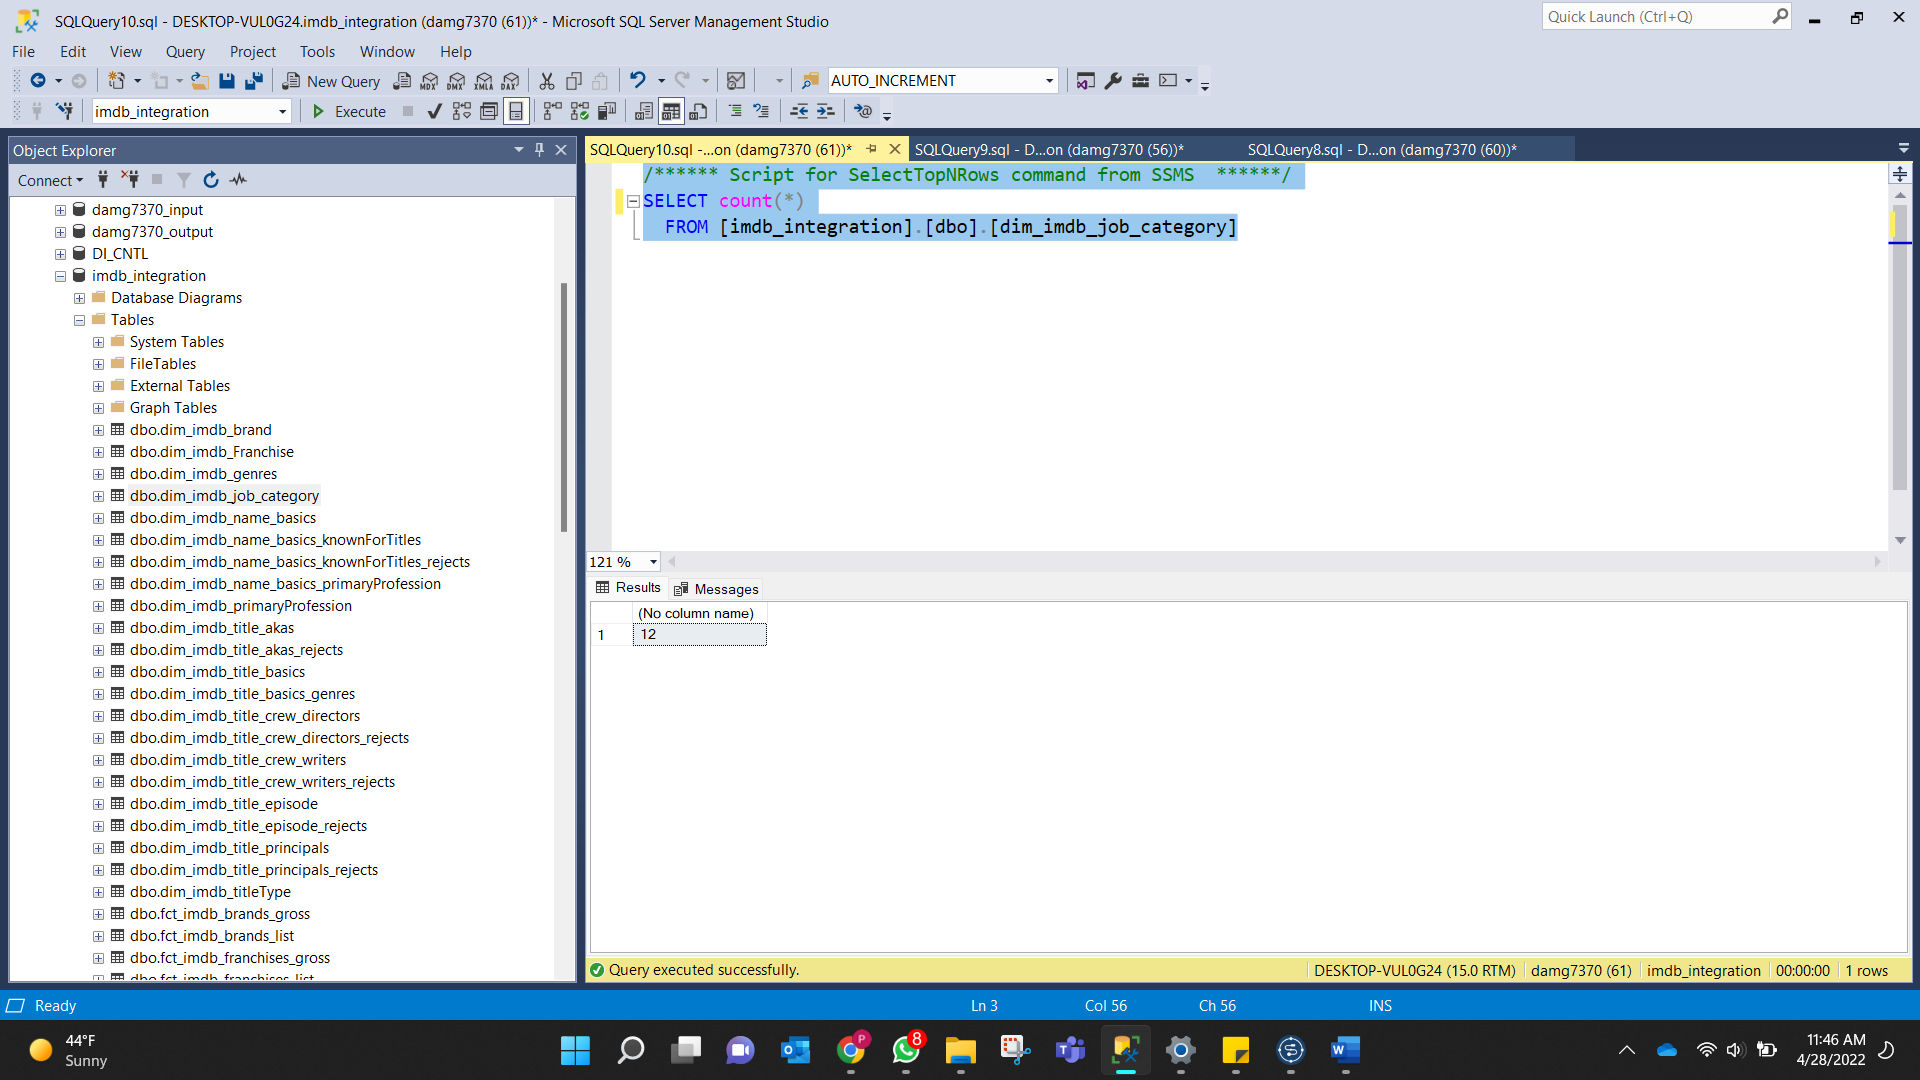 SQLQuery10.sql - DESKTOP-VUL0G24.imdb_integration (damg7370 (61))* - Microsoft SQL Server Management Studio
Quick Launch (Ctrl+Q)
File Edit View Query Project Tools Window Help
New Query MDX DMX XMLA DAX AUTO_INCREMENT
imdb_integration Execute
Object Explorer
Connect
damg7370_input
damg7370_output
DI_CNTL
imdb_integration
Database Diagrams
Tables
System Tables
FileTables
External Tables
Graph Tables
dbo.dim_imdb_brand
dbo.dim_imdb_Franchise
dbo.dim_imdb_genres
dbo.dim_imdb_job_category
dbo.dim_imdb_name_basics
dbo.dim_imdb_name_basics_knownForTitles
dbo.dim_imdb_name_basics_knownForTitles_rejects
dbo.dim_imdb_name_basics_primaryProfession
dbo.dim_imdb_primaryProfession
dbo.dim_imdb_title_akas
dbo.dim_imdb_title_akas_rejects
dbo.dim_imdb_title_basics
dbo.dim_imdb_title_basics_genres
dbo.dim_imdb_title_crew_directors
dbo.dim_imdb_title_crew_directors_rejects
dbo.dim_imdb_title_crew_writers
dbo.dim_imdb_title_crew_writers_rejects
dbo.dim_imdb_title_episode
dbo.dim_imdb_title_episode_rejects
dbo.dim_imdb_title_principals
dbo.dim_imdb_title_principals_rejects
dbo.dim_imdb_titleType
dbo.fct_imdb_brands_gross
dbo.fct_imdb_brands_list
dbo.fct_imdb_franchises_gross
dbo.fct_imdb_franchises_list
SQLQuery10.sql -...on (damg7370 (61))* SQLQuery9.sql - D...on (damg7370 (56))* SQLQuery8.sql - D...on (damg7370 (60))*
/****** Script for SelectTopNRows command from SSMS ******/
SELECT count(*)
FROM [imdb_integration].[dbo].[dim_imdb_job_category]
121 %
Results Messages
(No column name)
1 12
Query executed successfully. DESKTOP-VUL0G24 (15.0 RTM) damg7370 (61) imdb_integration 00:00:00 1 rows
Ready Ln 3 Col 56 Ch 56 INS
44°F
Sunny
P
8
11:46 AM
4/28/2022